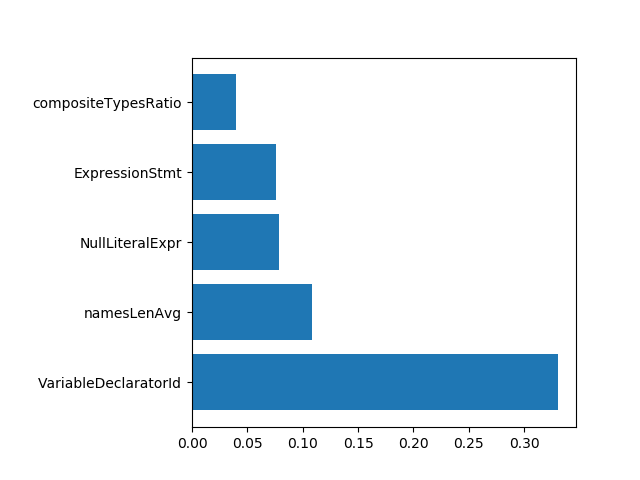 compositeTypesRatio
ExpressionStmt
NullLiteralExpr
namesLenAvg
VariableDeclaratorId
0.00 0.05 0.10 0.15 0.20 0.25 0.30